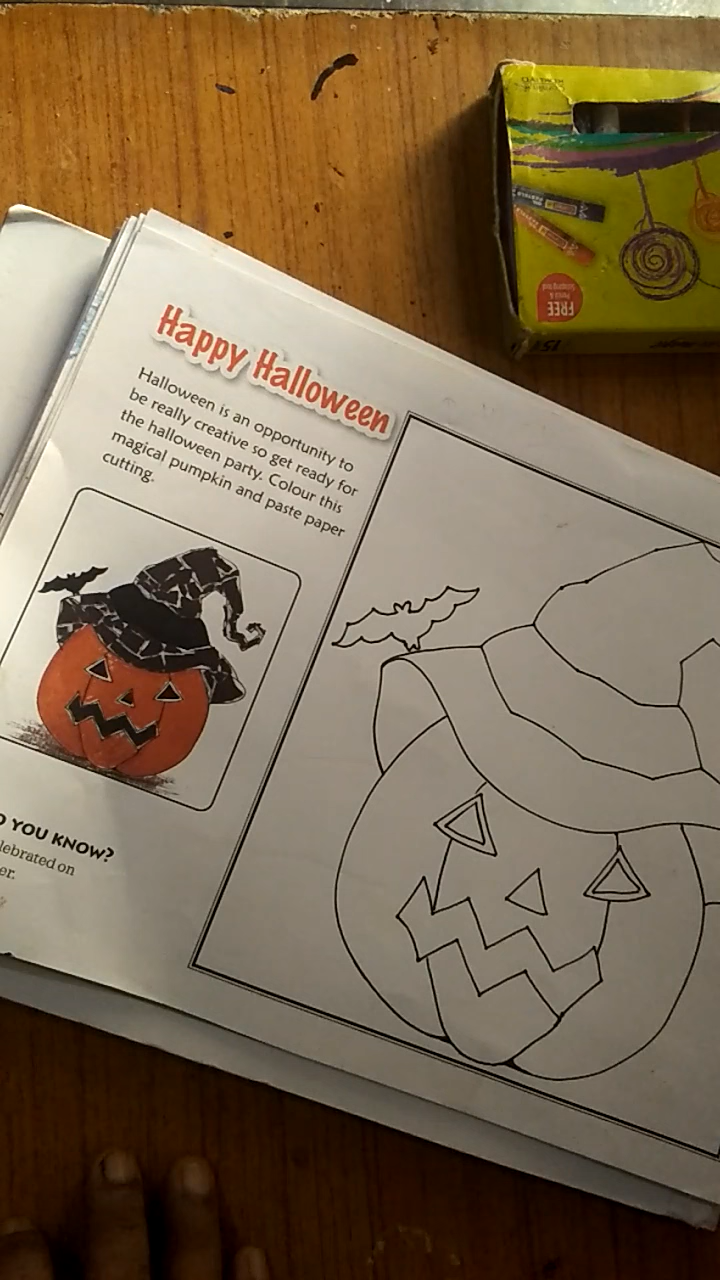 Happy Halloween
Halloween is an opportunity to
be really creative so get ready for
the halloween party. Colour this
magical pumpkin and paste paper
cutting.
YOU KNOW?
lebrated on
er.
FREE